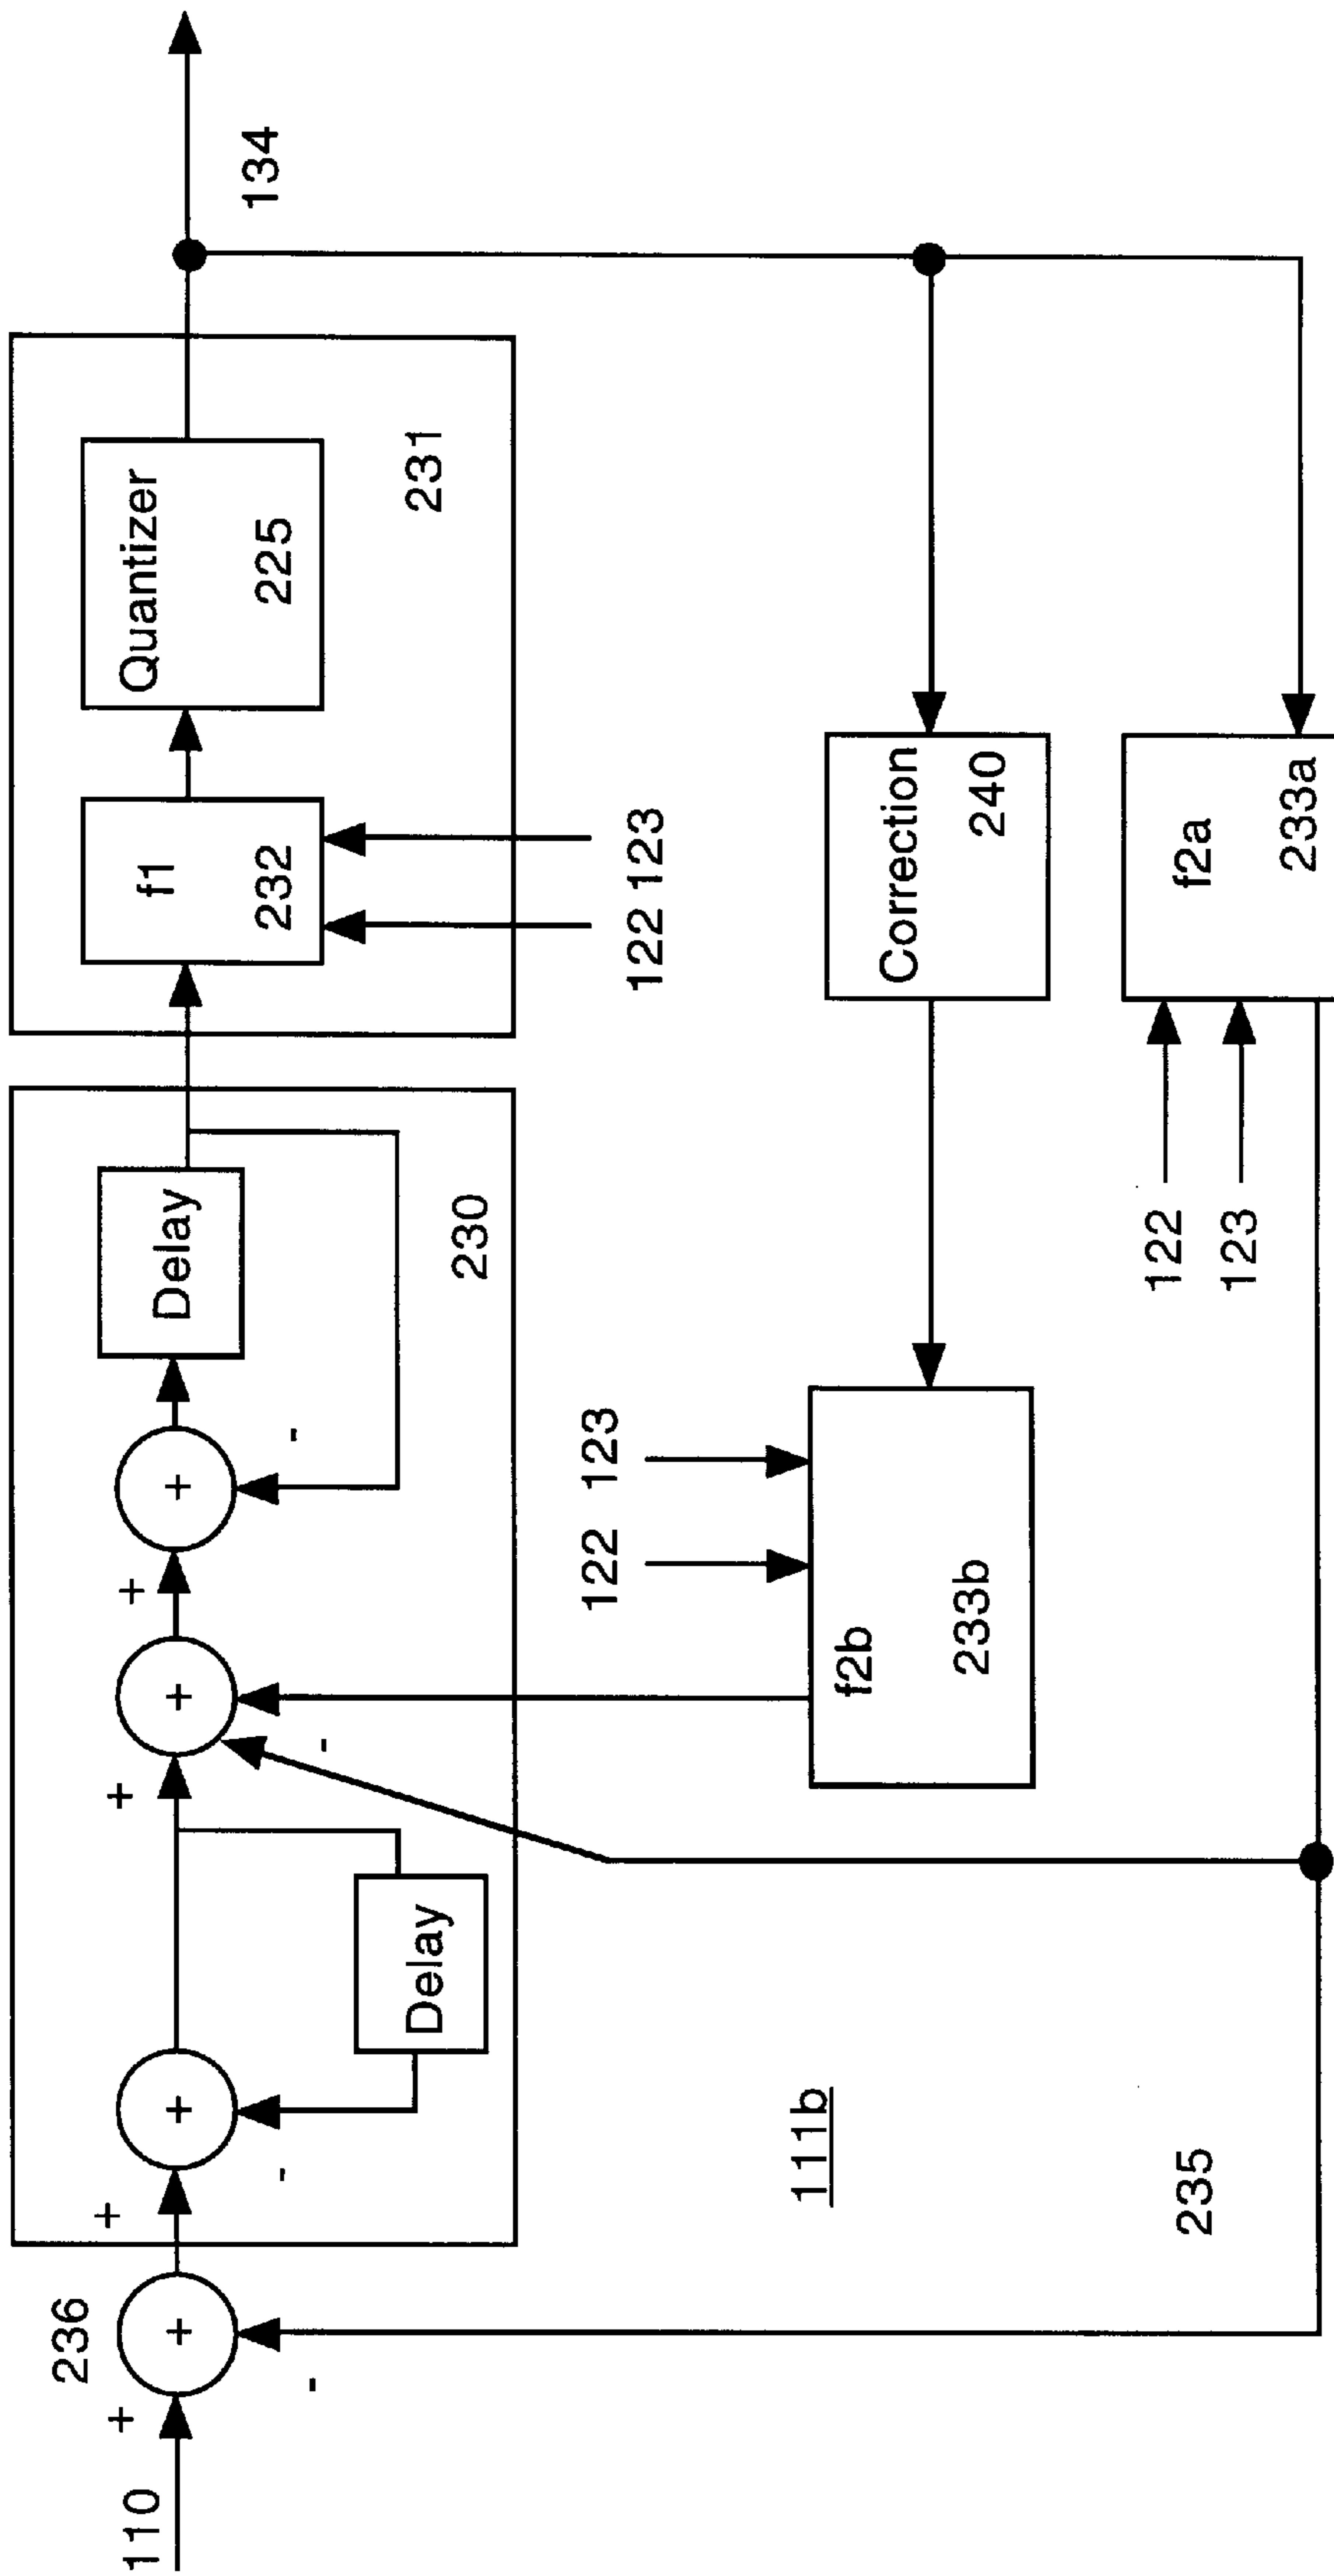 110
+
236
+
-
+
+
-
Delay
+
+
-
+
+
-
Delay
230
f1
232
Quantizer
225
231
134
122
123
122
123
f2b
233b
Correction
240
122
123
f2a
233a
111b
235